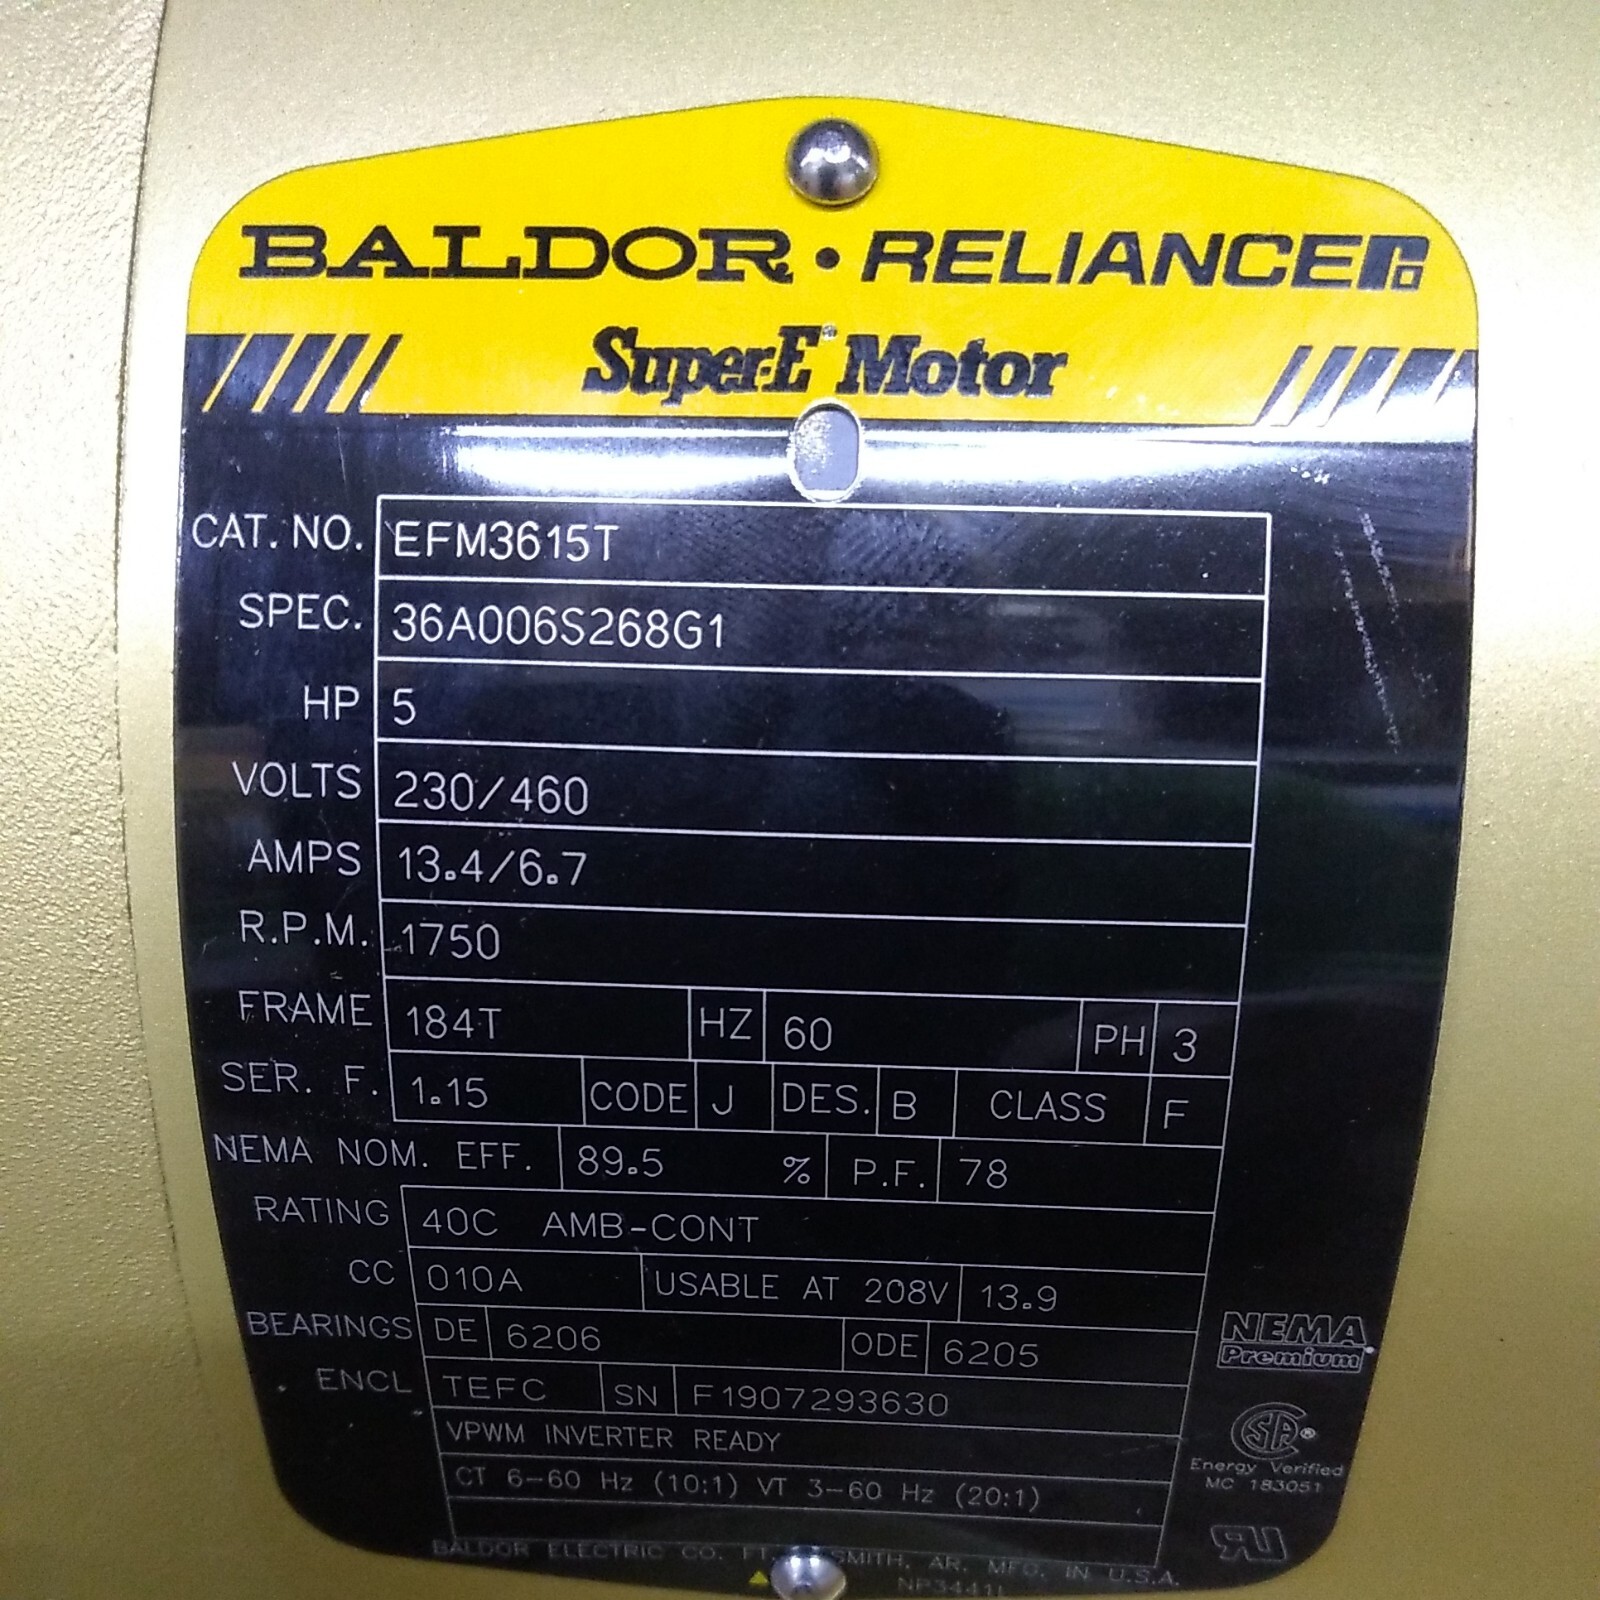 BALDOR • RELIANCE
Super-E® Motor
CAT. NO. EFM3615T
SPEC. 36A006S268G1
HP 5
VOLTS 230/460
AMPS 13.4/6.7
R.P.M. 1750
FRAME 184T HZ 60 PH 3
SER. F. 1.15 CODE J DES. B CLASS F
NEMA NOM. EFF. 89.5 % P.F. 78
RATING 40C AMB-CONT
CC 010A USABLE AT 208V 13.9
BEARINGS DE 6206 ODE 6205
ENCL TEFC SN F1907293630
VPWM INVERTER READY
CT 6-60 Hz (10:1) VT 3-60 Hz (20:1)
NEMA
Premium
SA®
Energy Verified
MC 183051
RU
BALDOR ELECTRIC CO. SMITH, AR. MFG. IN U.S.A.